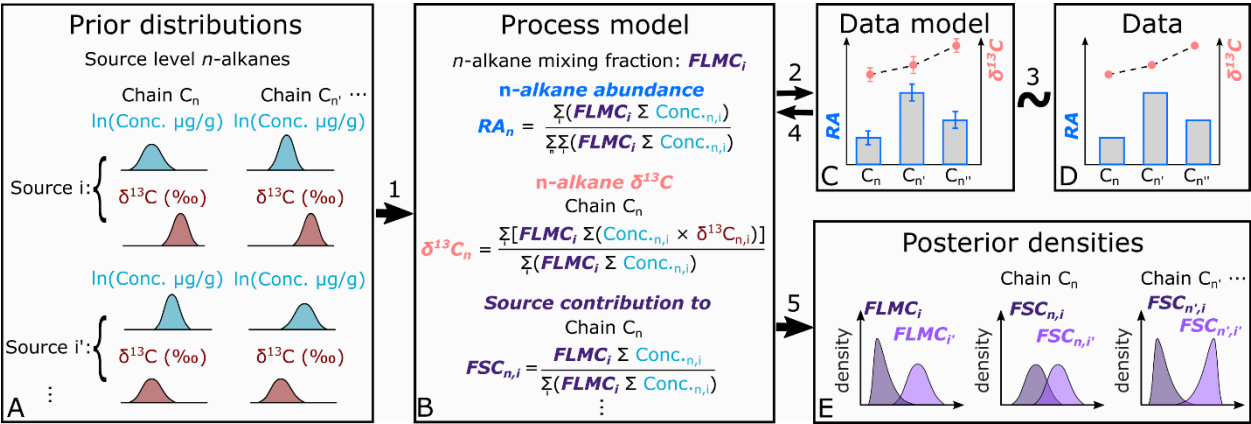 Prior distributions
Source level n-alkanes
Chain Cn Chain Cn' ...
ln(Conc. μg/g) ln(Conc. μg/g)
Source i:
δ¹³C (‰) δ¹³C (‰)
ln(Conc. μg/g) ln(Conc. μg/g)
Source i':
δ¹³C (‰) δ¹³C (‰)
⋮
A
1
Process model
n-alkane mixing fraction: FLMCi
n-alkane abundance
RAn = Σi(FLMCi Σ Conc.n,i) / ΣnΣi(FLMCi Σ Conc.n,i)
n-alkane δ¹³C
Chain Cn
δ¹³Cn = Σi[FLMCi Σ(Conc.n,i × δ¹³Cn,i)] / Σi(FLMCi Σ Conc.n,i)
Source contribution to
Chain Cn
FSCn,i = FLMCi Σ Conc.n,i / Σi(FLMCi Σ Conc.n,i)
⋮
B
2
4
Data model
RA
δ¹³C
C
Cn Cn' Cn''
3
~
Data
RA
δ¹³C
D
Cn Cn' Cn''
5
Posterior densities
Chain Cn Chain Cn' ...
FLMCi
FLMCi'
density
FSCn,i
FSCn,i'
density
FSCn',i
FSCn',i'
density
E